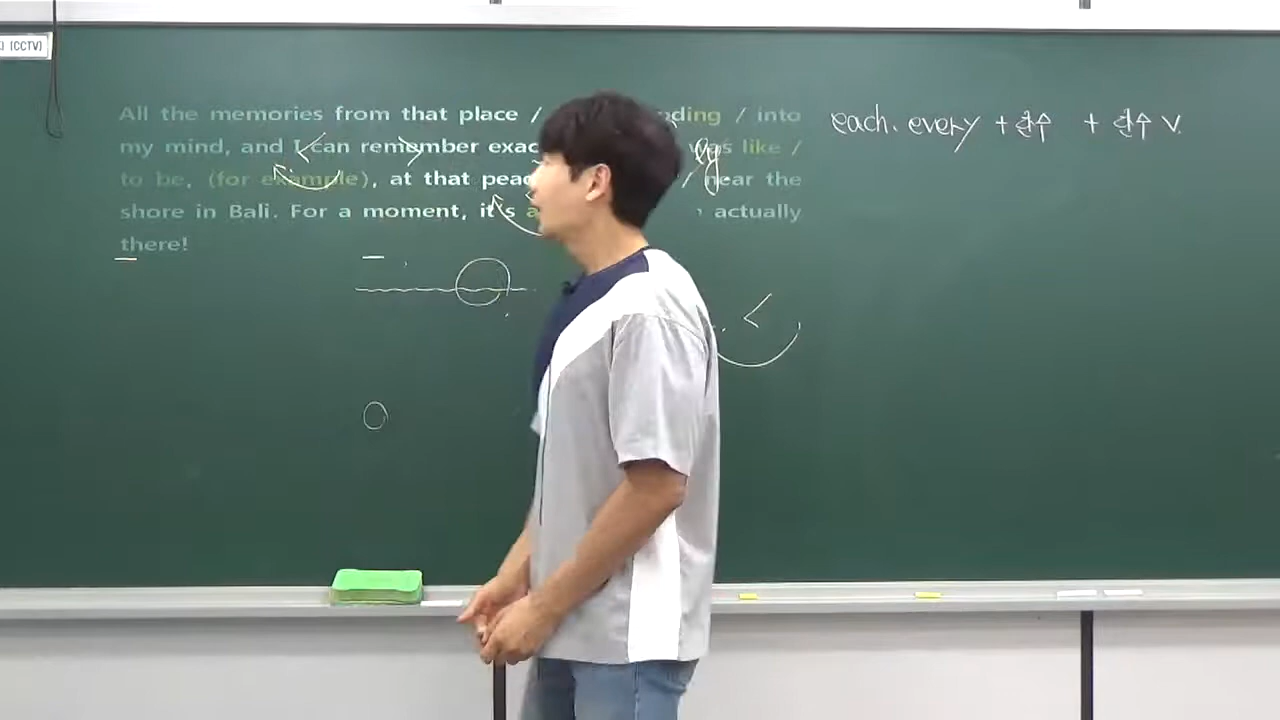 (CCTV)
All the memories from that place / ding / into
my mind, and I can remember exac was like /
to be, (for example), at that peac / near the
shore in Bali. For a moment, it's a actually
there!
each. every + 단수 + 단수 V.
eg.